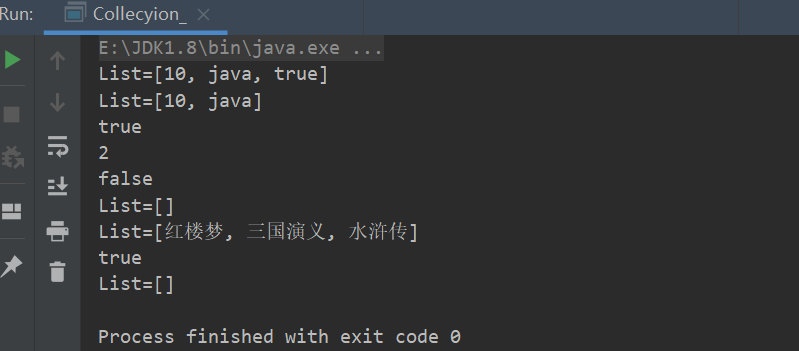 Run: Collecyion_
E:\JDK1.8\bin\java.exe ...
List=[10, java, true]
List=[10, java]
true
2
false
List=[]
List=[红楼梦, 三国演义, 水浒传]
true
List=[]
Process finished with exit code 0